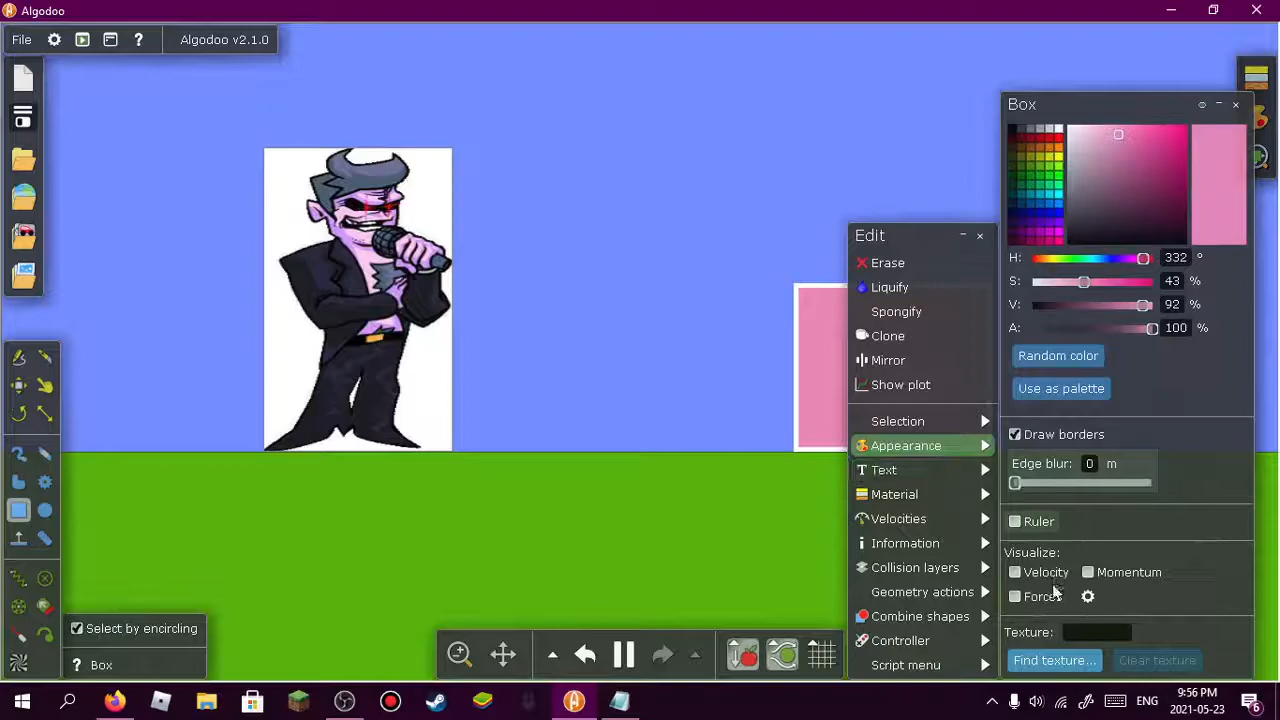 Algodoo
File
?
Algodoo v2.1.0
Box
H: 332 °
S: 43 %
V: 92 %
A: 100 %
Random color
Use as palette
Draw borders
Edge blur: 0 m
Ruler
Visualize:
Velocity
Momentum
Forces
Texture:
Find texture...
Clear texture
Edit
Erase
Liquify
Spongify
Clone
Mirror
Show plot
Selection
Appearance
Text
Material
Velocities
Information
Collision layers
Geometry actions
Combine shapes
Controller
Script menu
Select by encircling
? Box
ENG
9:56 PM
2021-05-23
6